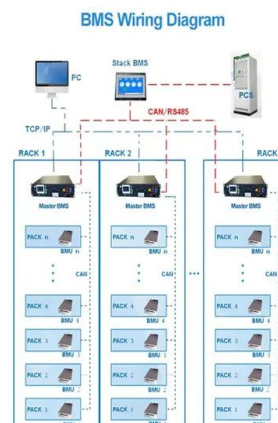 BMS Wiring Diagram
Stack BMS
PC
PCS
CAN/RS485
TCP/IP
RACK 1
RACK 2
RACK
Master BMS
Master BMS
Master BMS
PACK n
BMU n
PACK n
BMU n
PACK n
BMU n
CAN
CAN
CAN
PACK 4
BMU 4
PACK 4
BMU 4
PACK 4
BMU 4
PACK 3
BMU 3
PACK 3
BMU 3
PACK 3
BMU 3
PACK 2
BMU 2
PACK 2
BMU 2
PACK 2
BMU 2
PACK 1
PACK 1
PACK 1